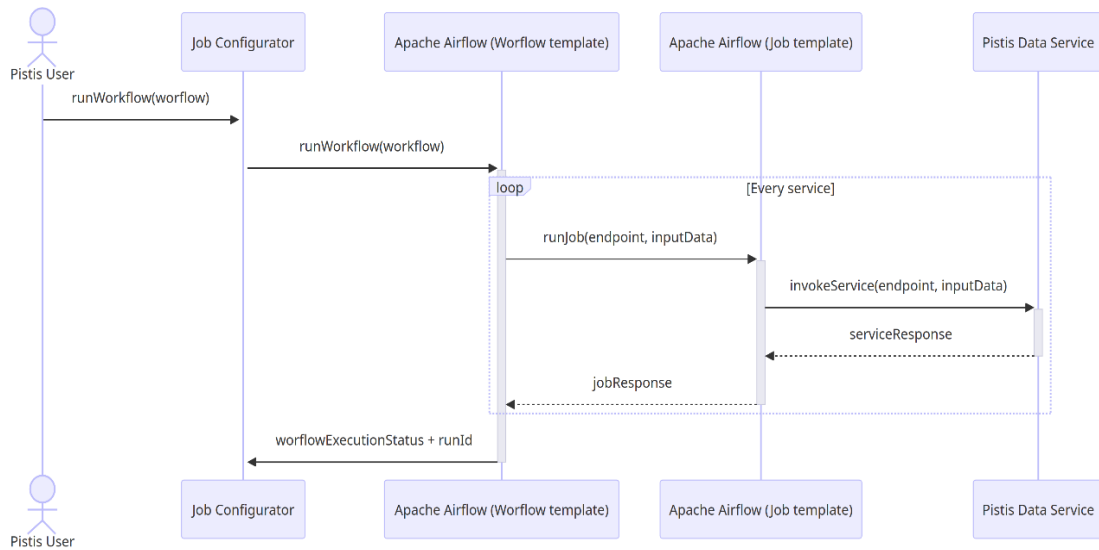 Pistis User
Job Configurator
Apache Airflow (Worflow template)
Apache Airflow (Job template)
Pistis Data Service
runWorkflow(worflow)
runWorkflow(workflow)
loop
[Every service]
runJob(endpoint, inputData)
invokeService(endpoint, inputData)
serviceResponse
jobResponse
worflowExecutionStatus + runId
Pistis User
Job Configurator
Apache Airflow (Worflow template)
Apache Airflow (Job template)
Pistis Data Service